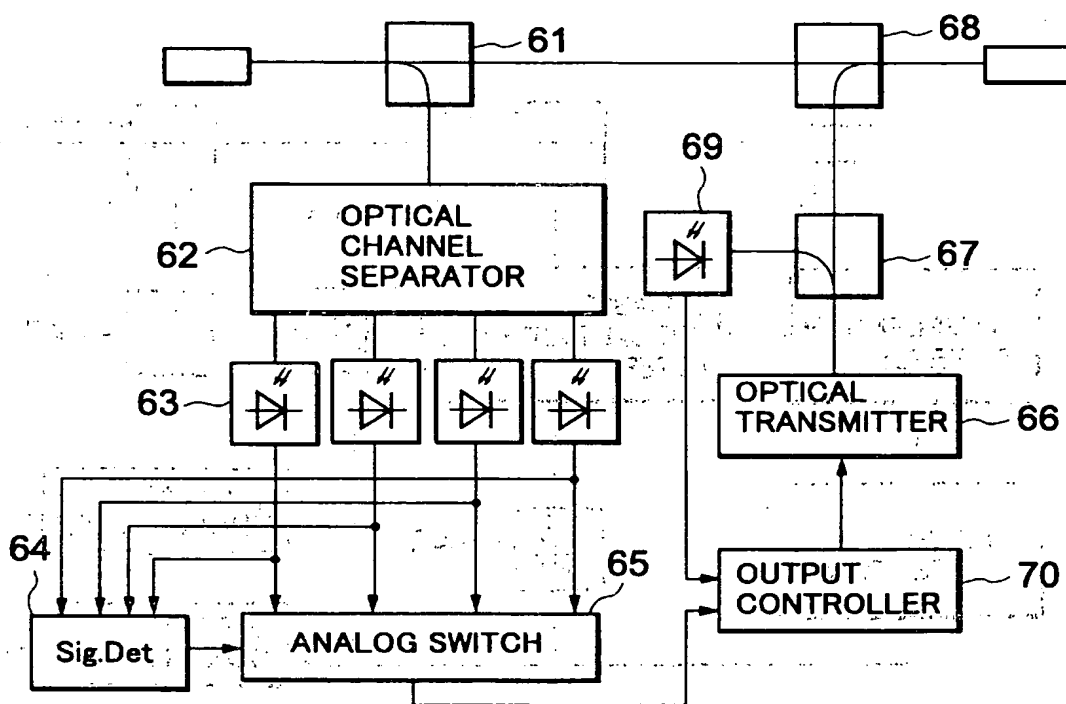 61
68
69
OPTICAL
CHANNEL
SEPARATOR
62
67
63
OPTICAL
TRANSMITTER
66
64
65
OUTPUT
CONTROLLER
70
Sig.Det
ANALOG SWITCH